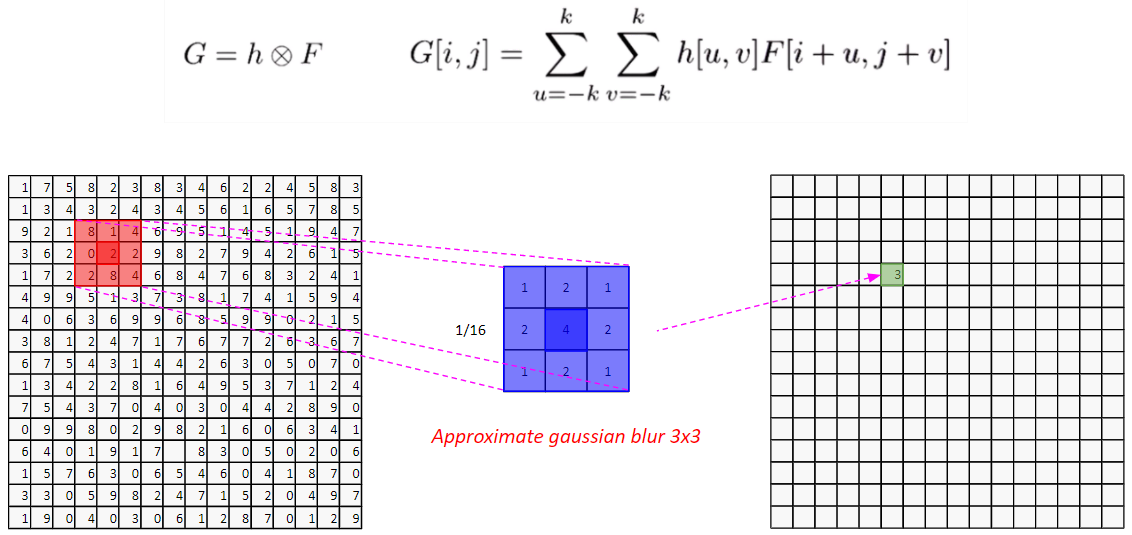 G = h ⊗ F
G[i, j] = ∑_{u=−k}^{k} ∑_{v=−k}^{k} h[u, v]F[i + u, j + v]
1 7 5 8 2 3 8 3 4 6 2 2 4 5 8 3
1 3 4 3 2 4 3 4 5 6 1 6 5 7 8 5
9 2 1 8 1 4 6 9 5 1 4 5 1 9 4 7
3 6 2 0 2 2 9 8 2 7 9 4 2 6 1 5
1 7 2 2 8 4 6 8 4 7 6 8 3 2 4 1
4 9 9 5 1 3 7 3 8 1 7 4 1 5 9 4
4 0 6 3 6 9 9 6 8 5 9 9 0 2 1 5
3 8 1 2 4 7 1 7 6 7 7 2 6 3 6 7
6 7 5 4 3 1 4 4 2 6 3 0 5 0 7 0
1 3 4 2 2 8 1 6 4 9 5 3 7 1 2 4
7 5 4 3 7 0 4 0 3 0 4 4 2 8 9 0
0 9 9 8 0 2 9 8 2 1 6 0 6 3 4 1
6 4 0 1 9 1 7 8 3 0 5 0 2 0 6
1 5 7 6 3 0 6 5 4 6 0 4 1 8 7 0
3 3 0 5 9 8 2 4 7 1 5 2 0 4 9 7
1 9 0 4 0 3 0 6 1 2 8 7 0 1 2 9
1 2 1
1/16 2 4 2
1 2 1
Approximate gaussian blur 3x3
3